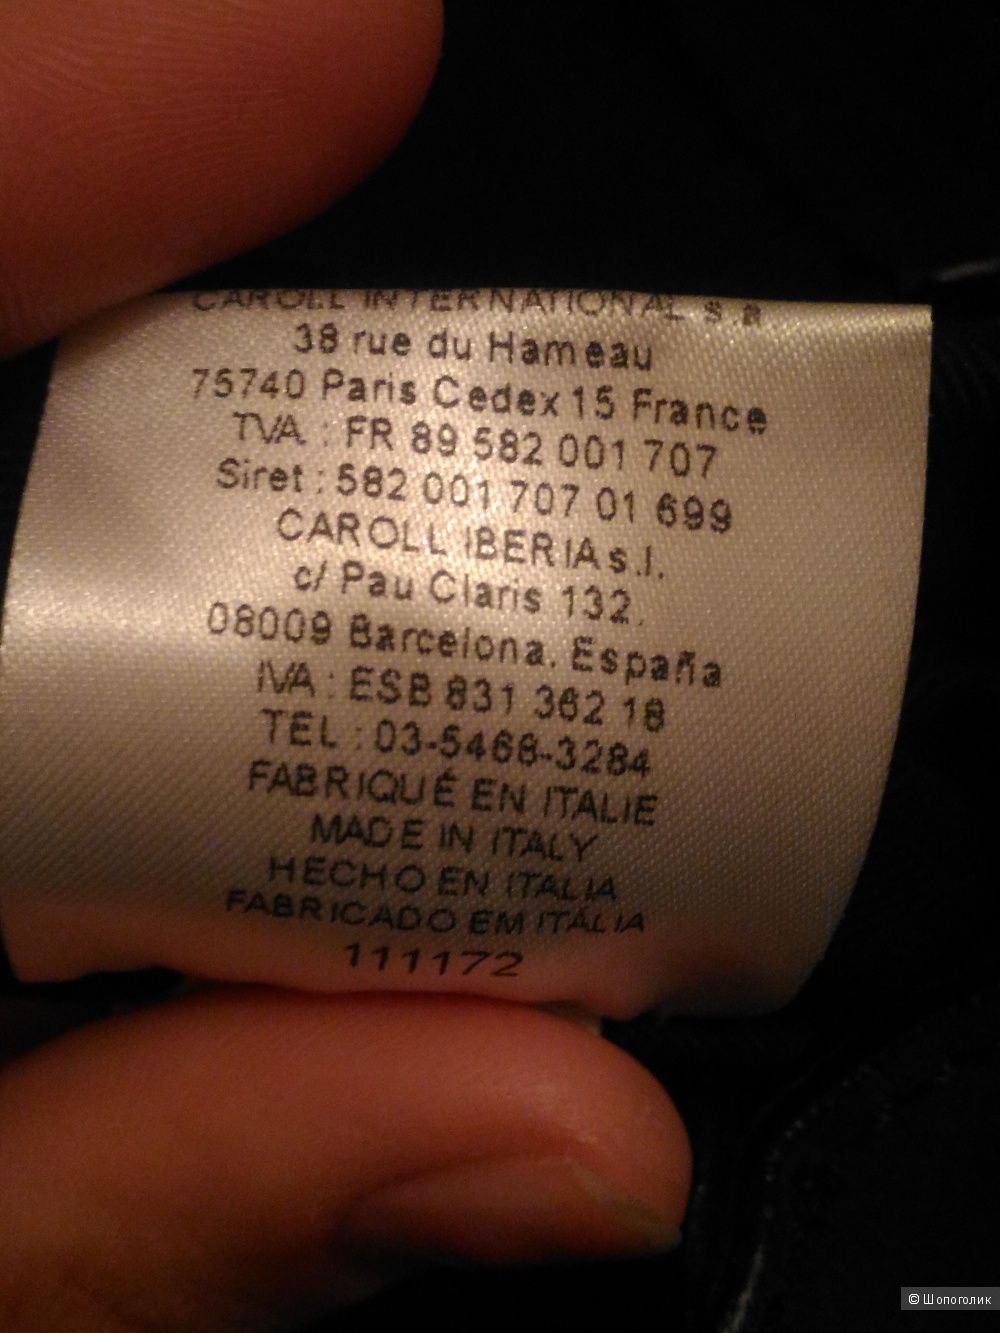 CAROLL INTERNATIONAL s.a
38 rue du Hameau
75740 Paris Cedex 15 France
TVA : FR 89 582 001 707
Siret : 582 001 707 01 699
CAROLL IBERIA s.l.
c/ Pau Claris 132.
08009 Barcelona. España
IVA : ESB 831 362 18
TEL : 03-5468-3284
FABRIQUÉ EN ITALIE
MADE IN ITALY
HECHO EN ITALIA
FABRICADO EM ITÁLIA
111172
© Шопоголик